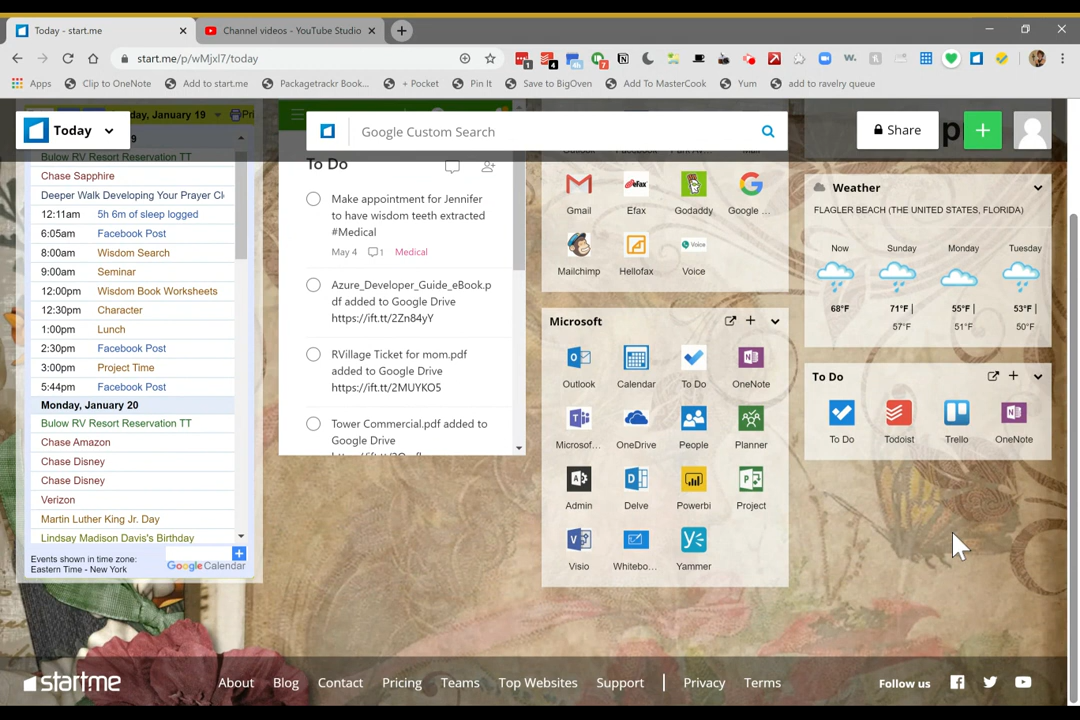 Today - start.me
Channel videos - YouTube Studio
start.me/p/wMjxl7/today
1
4
4h
7
Apps
Clip to OneNote
Add to start.me
Packagetrackr Book...
+ Pocket
Pin It
Save to BigOven
Add To MasterCook
Yum
add to ravelry queue
Today
Google Custom Search
Share
p
day, January 19
Pri
9
Bulow RV Resort Reservation TT
Chase Sapphire
Deeper Walk Developing Your Prayer Cl
12:11am 5h 6m of sleep logged
6:05am Facebook Post
8:00am Wisdom Search
9:00am Seminar
12:00pm Wisdom Book Worksheets
12:30pm Character
1:00pm Lunch
2:30pm Facebook Post
3:00pm Project Time
5:44pm Facebook Post
Monday, January 20
Bulow RV Resort Reservation TT
Chase Amazon
Chase Disney
Chase Disney
Verizon
Martin Luther King Jr. Day
Lindsay Madison Davis's Birthday
Events shown in time zone:
Eastern Time - New York
Google Calendar
To Do
Make appointment for Jennifer
to have wisdom teeth extracted
#Medical
May 4 1 Medical
Azure_Developer_Guide_eBook.p
df added to Google Drive
https://ift.tt/2Zn84yY
RVillage Ticket for mom.pdf
added to Google Drive
https://ift.tt/2MUYKO5
Tower Commercial.pdf added to
Google Drive
Gmail
Efax
Godaddy
Google ...
Mailchimp
Hellofax
Voice
Microsoft
Outlook
Calendar
To Do
OneNote
Microsof...
OneDrive
People
Planner
Admin
Delve
Powerbi
Project
Visio
Whitebo...
Yammer
Weather
FLAGLER BEACH (THE UNITED STATES, FLORIDA)
Now Sunday Monday Tuesday
68°F 71°F | 55°F | 53°F |
57°F 51°F 50°F
To Do
To Do
Todoist
Trello
OneNote
start.me
About
Blog
Contact
Pricing
Teams
Top Websites
Support
Privacy
Terms
Follow us